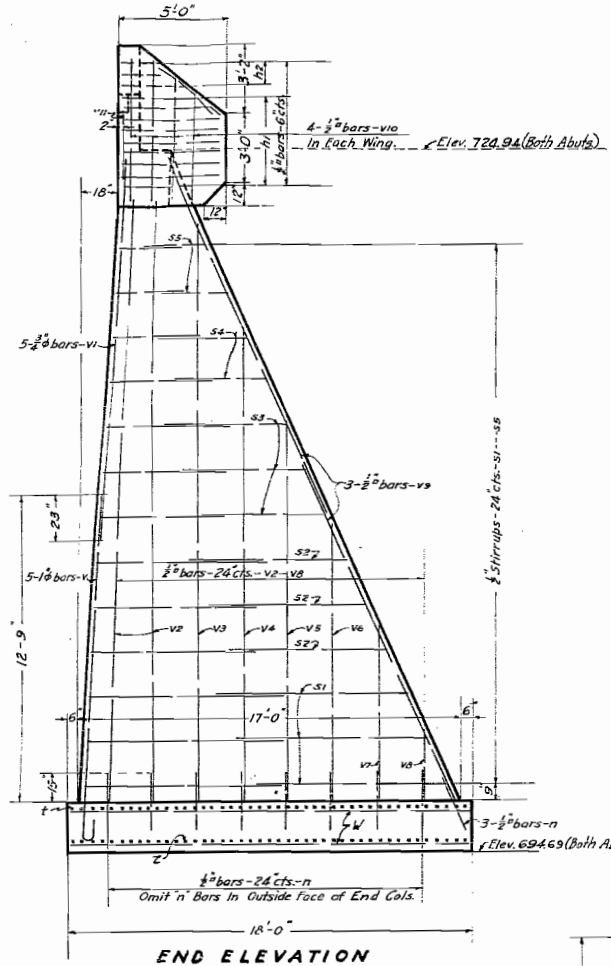 5'-0"
3'-2"
h2
V11
2"
4-½"□ bars-V10
In Each Wing.
Elev. 724.94 (Both Abuts)
h1
½"□ bars-6"cts.
3'-0"
18"
12"
12"
S5
S4
5-¾"ϕ bars-V1
S3
3-½"□ bars-V9
½" Stirrups-24"cts.-S1---S5
23"
5-1"ϕ bars-V
½"□ bars-24"cts.-V2-V8
S2
S2
12'-9"
V2
V3
V4
V5
V6
S2
S1
6"
17'-0"
6"
V7
V8
15"
9"
t
3-½"□ bars-n
W
Elev. 694.69 (Both A
½"□ bars-24"cts.-n
Omit "n" Bars In Outside Face of End Cols.
18'-0"
END ELEVATION